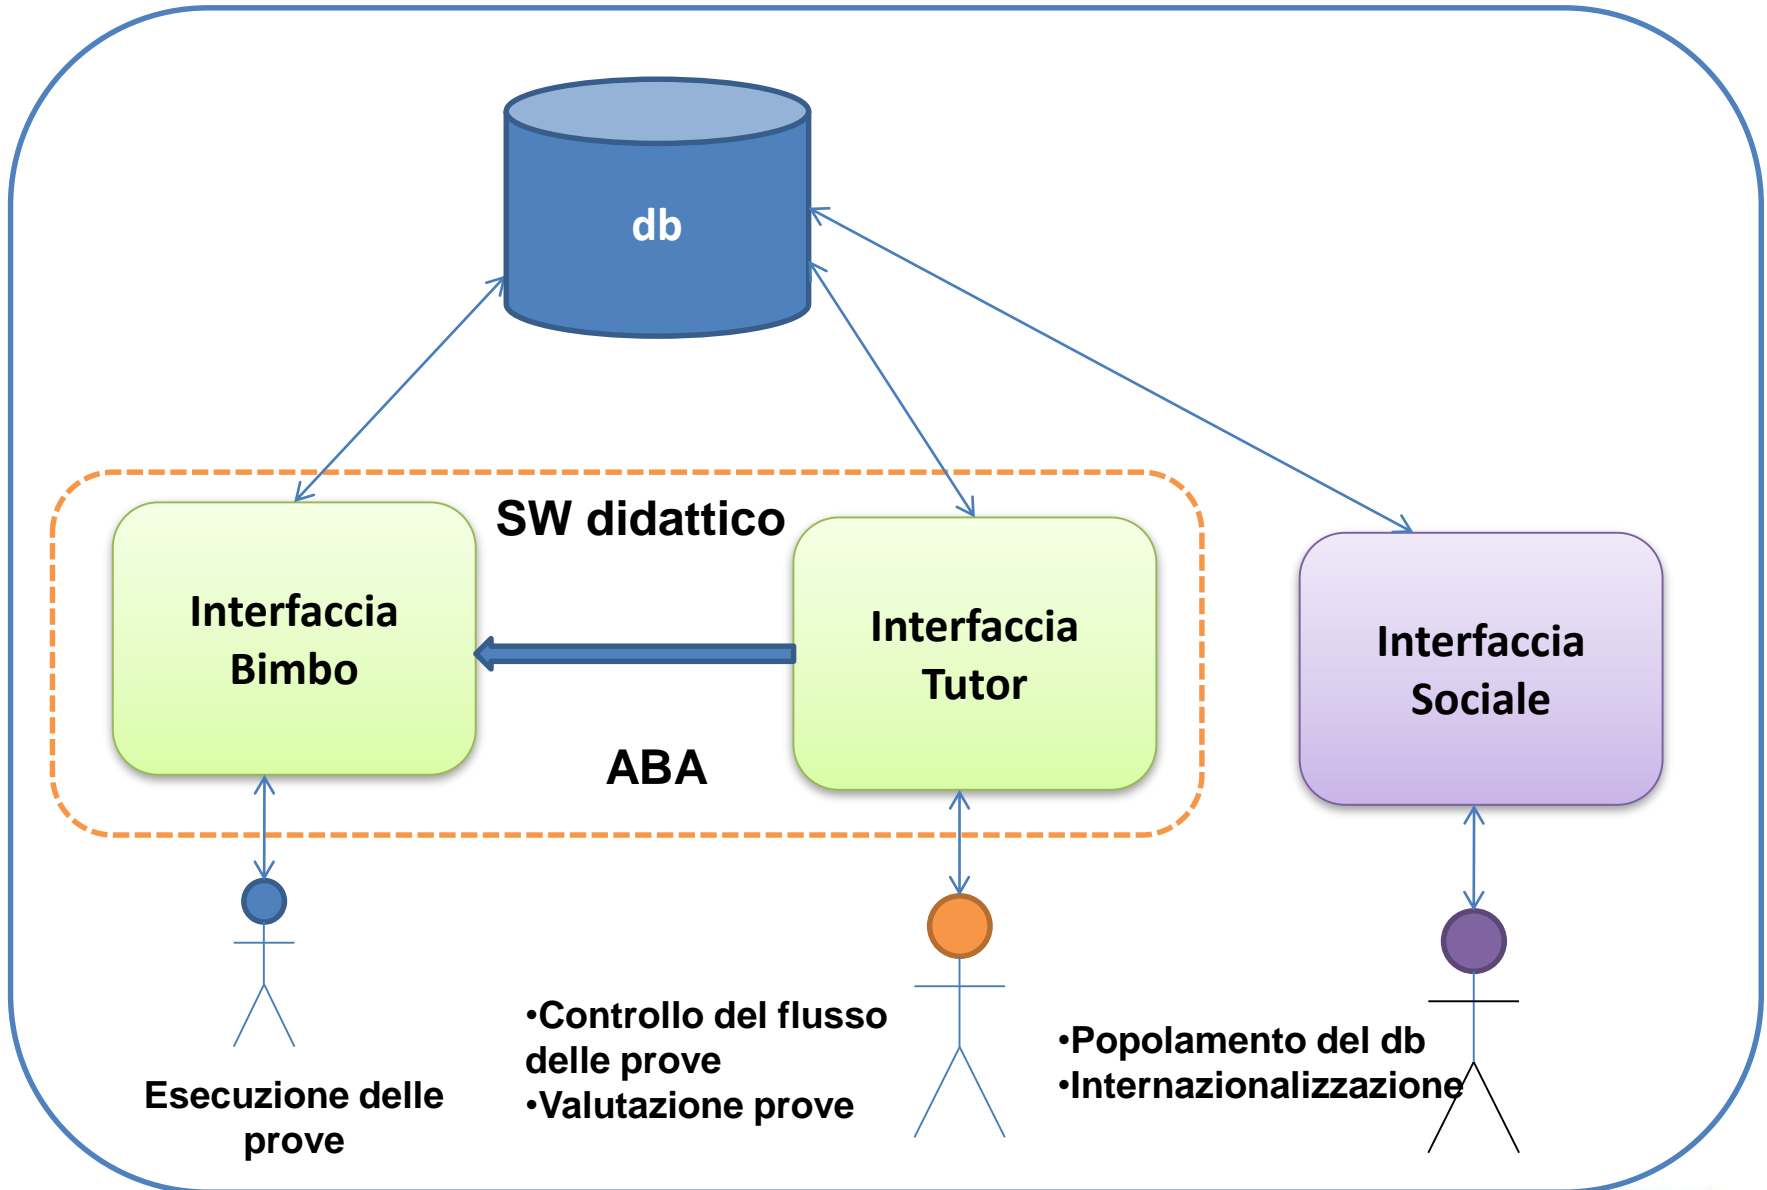 db
SW didattico
Interfaccia
Bimbo
Interfaccia
Tutor
Interfaccia
Sociale
ABA
Esecuzione delle
prove
•Controllo del flusso
delle prove
•Valutazione prove
•Popolamento del db
•Internazionalizzazione